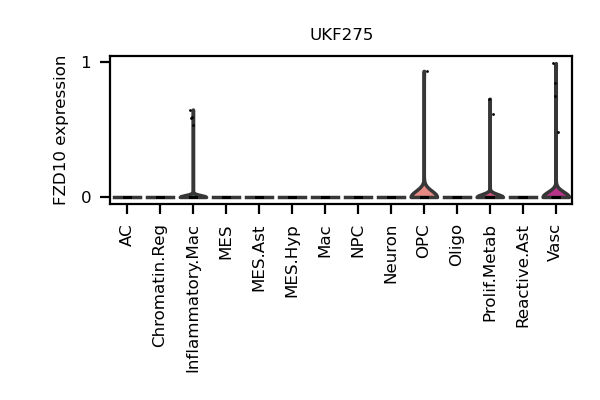 UKF275
FZD10 expression
1
0
AC
Chromatin.Reg
Inflammatory.Mac
MES
MES.Ast
MES.Hyp
Mac
NPC
Neuron
OPC
Oligo
Prolif.Metab
Reactive.Ast
Vasc